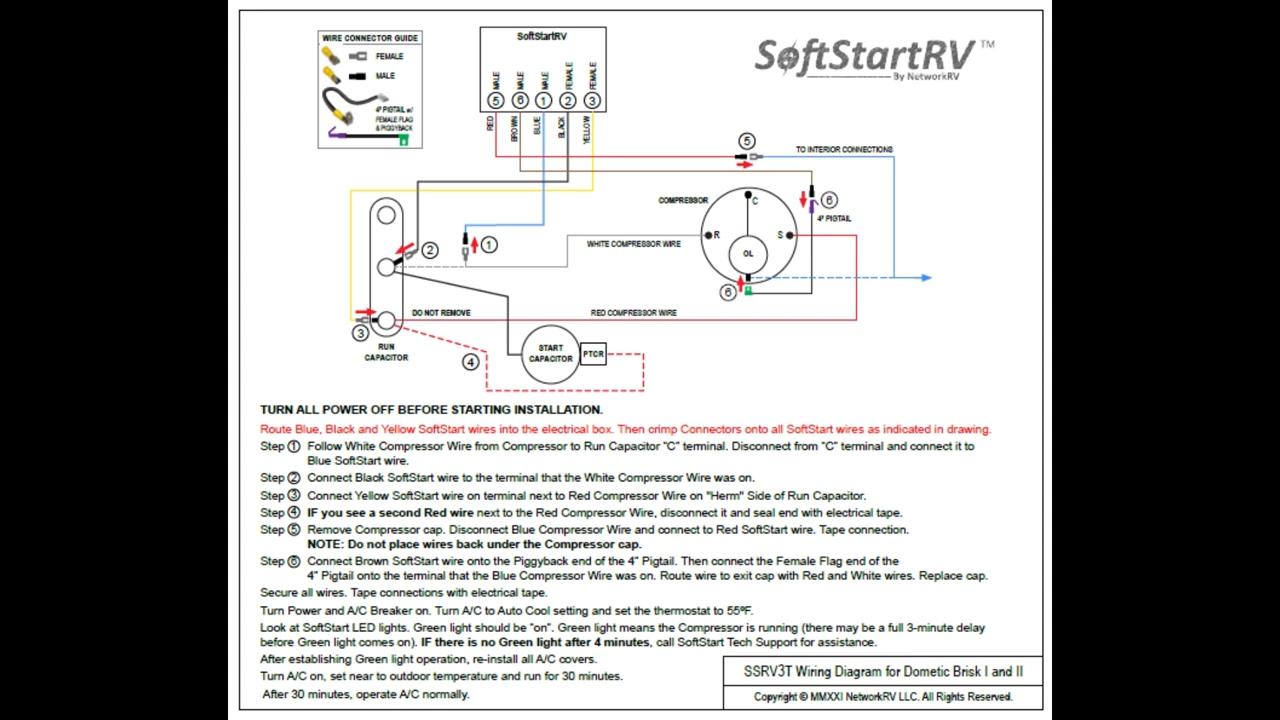 WIRE CONNECTOR GUIDE
FEMALE
MALE
4" PIGTAIL w/
FEMALE FLAG
& PIGGYBACK
SoftStartRV
MALE MALE MALE FEMALE FEMALE
5 6 1 2 3
RED BROWN BLUE BLACK YELLOW
SoftStartRV™
By NetworkRV
5
TO INTERIOR CONNECTIONS
COMPRESSOR
C
6
4" PIGTAIL
R
S
OL
2
1
WHITE COMPRESSOR WIRE
6
DO NOT REMOVE
RED COMPRESSOR WIRE
3
RUN
CAPACITOR
4
START
CAPACITOR
PTCR
TURN ALL POWER OFF BEFORE STARTING INSTALLATION.
Route Blue, Black and Yellow SoftStart wires into the electrical box. Then crimp Connectors onto all SoftStart wires as indicated in drawing.
Step 1 Follow White Compressor Wire from Compressor to Run Capacitor "C" terminal. Disconnect from "C" terminal and connect it to
Blue SoftStart wire.
Step 2 Connect Black SoftStart wire to the terminal that the White Compressor Wire was on.
Step 3 Connect Yellow SoftStart wire on terminal next to Red Compressor Wire on "Herm" Side of Run Capacitor.
Step 4 IF you see a second Red wire next to the Red Compressor Wire, disconnect it and seal end with electrical tape.
Step 5 Remove Compressor cap. Disconnect Blue Compressor Wire and connect to Red SoftStart wire. Tape connection.
NOTE: Do not place wires back under the Compressor cap.
Step 6 Connect Brown SoftStart wire onto the Piggyback end of the 4" Pigtail. Then connect the Female Flag end of the
4" Pigtail onto the terminal that the Blue Compressor Wire was on. Route wire to exit cap with Red and White wires. Replace cap.
Secure all wires. Tape connections with electrical tape.
Turn Power and A/C Breaker on. Turn A/C to Auto Cool setting and set the thermostat to 55ºF.
Look at SoftStart LED lights. Green light should be "on". Green light means the Compressor is running (there may be a full 3-minute delay
before Green light comes on). IF there is no Green light after 4 minutes, call SoftStart Tech Support for assistance.
After establishing Green light operation, re-install all A/C covers.
Turn A/C on, set near to outdoor temperature and run for 30 minutes.
After 30 minutes, operate A/C normally.
SSRV3T Wiring Diagram for Dometic Brisk I and II
Copyright © MMXXI NetworkRV LLC. All Rights Reserved.